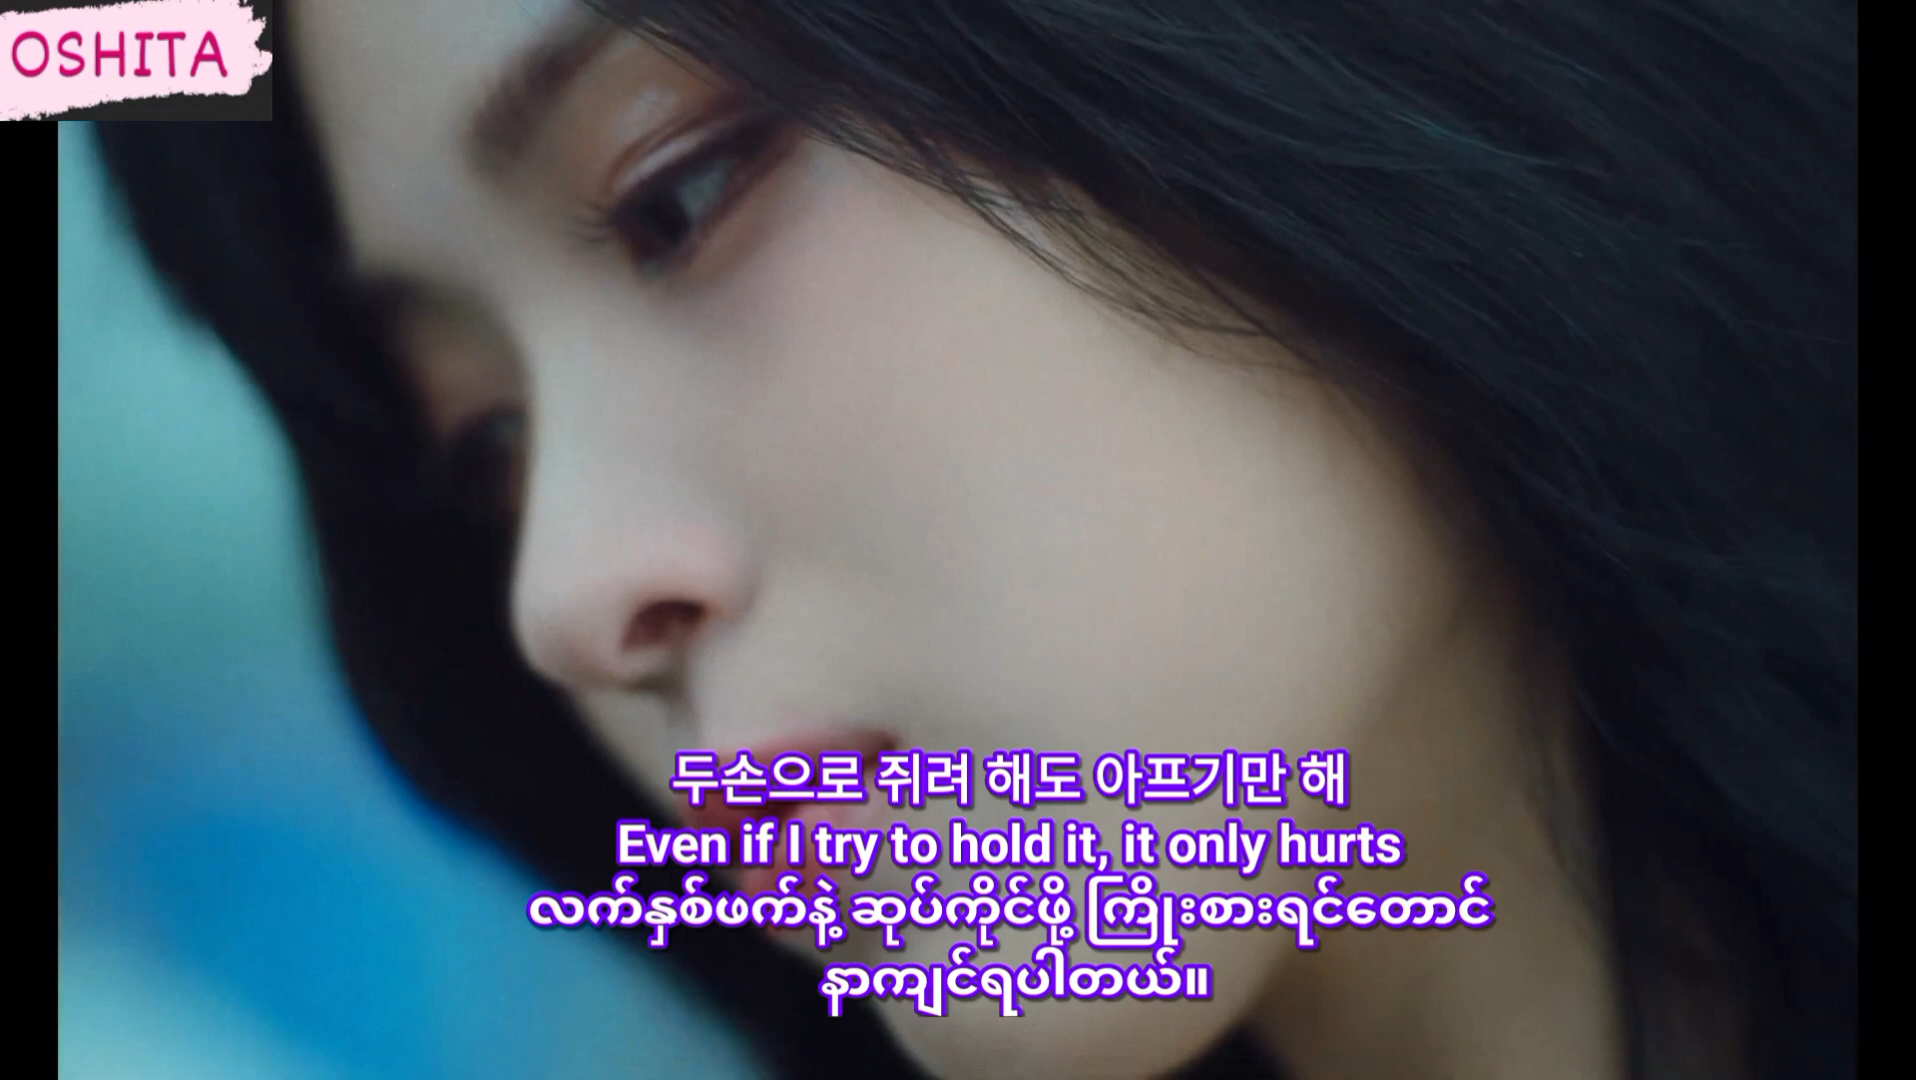 OSHITA
두손으로 쥐려 해도 아프기만 해
Even if I try to hold it, it only hurts
လက်နှစ်ဖက်နဲ့ ဆုပ်ကိုင်ဖို့ ကြိုးစားရင်တောင်
နာကျင်ရပါတယ်။